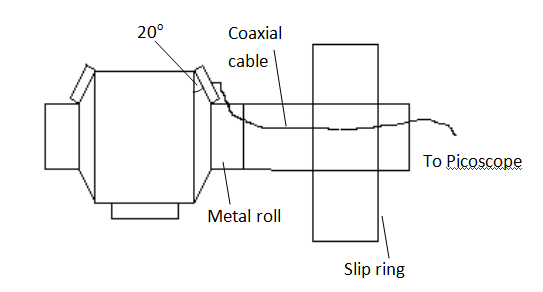 20°
Coaxial
cable
To Picoscope
Metal roll
Slip ring